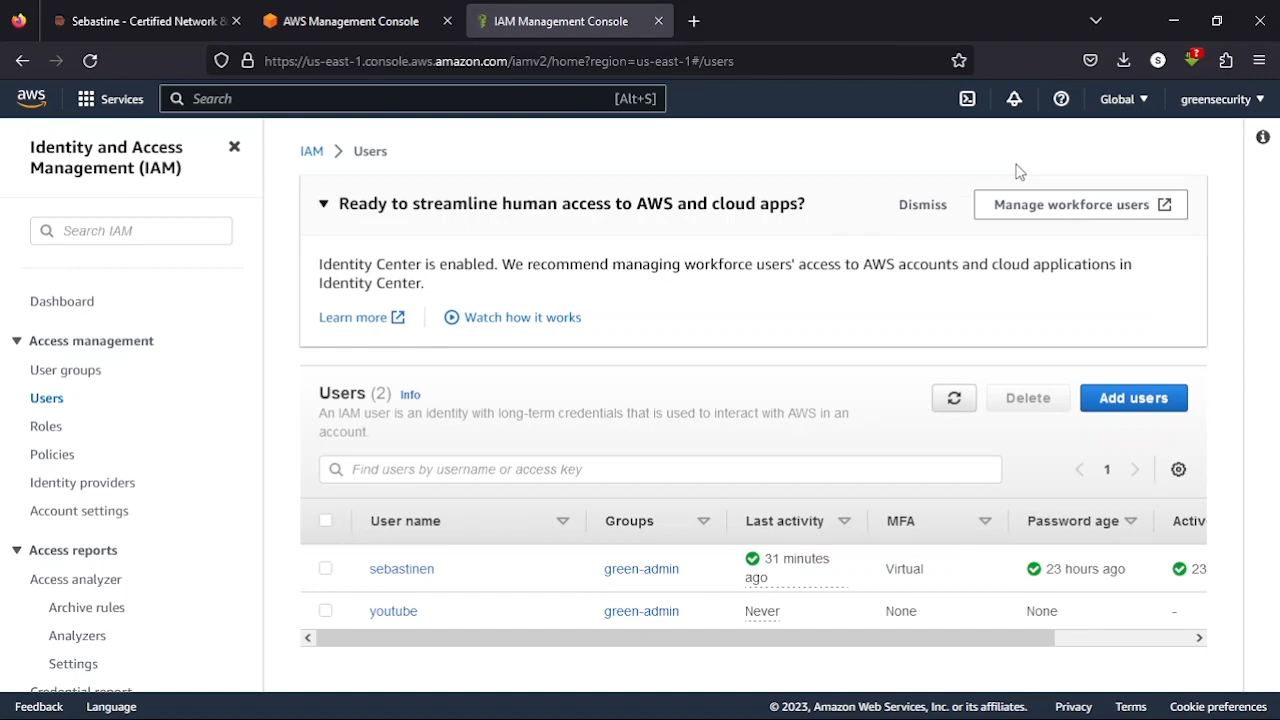 Sebastine - Certified Network &
AWS Management Console
IAM Management Console
https://us-east-1.console.aws.amazon.com/iamv2/home?region=us-east-1#/users
S
?
aws
Services
Search
[Alt+S]
Global
greensecurity
Identity and Access
Management (IAM)
Search IAM
Dashboard
Access management
User groups
Users
Roles
Policies
Identity providers
Account settings
Access reports
Access analyzer
Archive rules
Analyzers
Settings
Credential report
IAM > Users
Ready to streamline human access to AWS and cloud apps?
Dismiss
Manage workforce users
Identity Center is enabled. We recommend managing workforce users' access to AWS accounts and cloud applications in
Identity Center.
Learn more
Watch how it works
Users (2) Info
An IAM user is an identity with long-term credentials that is used to interact with AWS in an
account.
Delete
Add users
Find users by username or access key
1
User name Groups Last activity MFA Password age Activ
sebastinen green-admin 31 minutes
ago Virtual 23 hours ago 23
youtube green-admin Never None None -
Feedback Language © 2023, Amazon Web Services, Inc. or its affiliates. Privacy Terms Cookie preferences